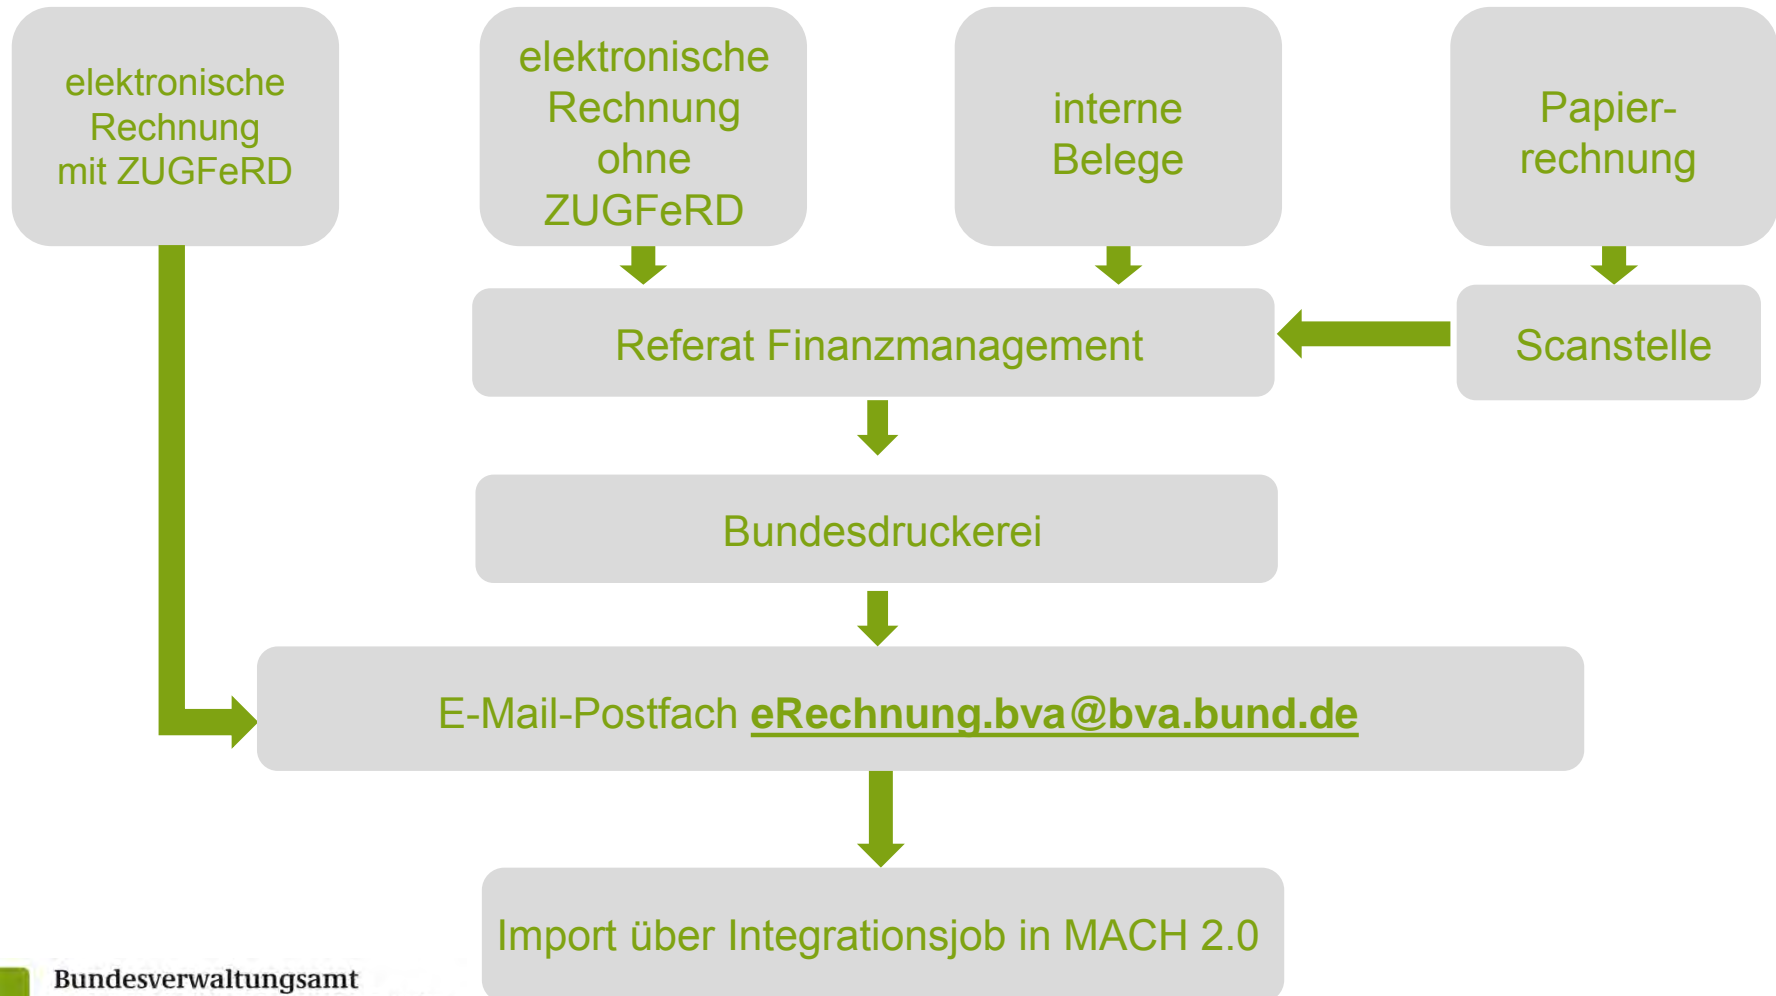 elektronische
Rechnung
mit ZUGFeRD
elektronische
Rechnung
ohne
ZUGFeRD
interne
Belege
Papier-
rechnung
Referat Finanzmanagement
Scanstelle
Bundesdruckerei
E-Mail-Postfach eRechnung.bva@bva.bund.de
Import über Integrationsjob in MACH 2.0
Bundesverwaltungsamt